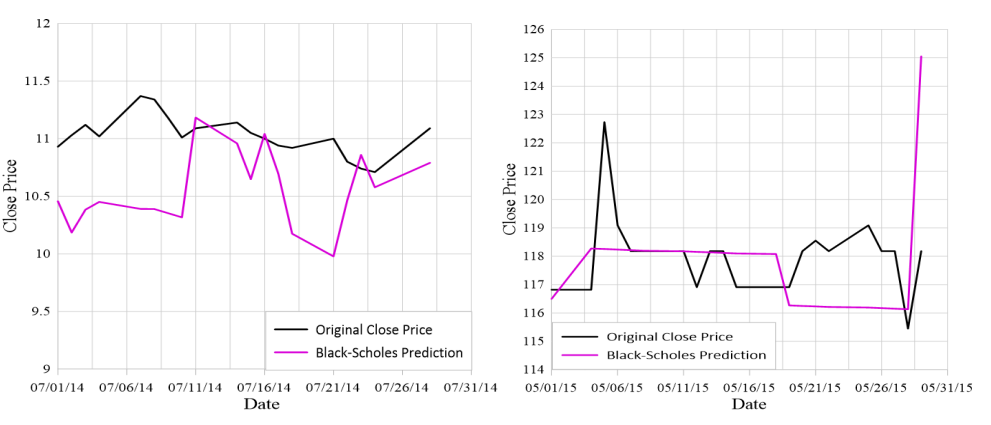 12
11.5
11
10.5
10
9.5
9
Close Price
Original Close Price
Black-Scholes Prediction
07/01/14 07/06/14 07/11/14 07/16/14 07/21/14 07/26/14 07/31/14
Date
126
125
124
123
122
121
120
119
118
117
116
115
114
Close Price
Original Close Price
Black-Scholes Prediction
05/01/15 05/06/15 05/11/15 05/16/15 05/21/15 05/26/15 05/31/15
Date